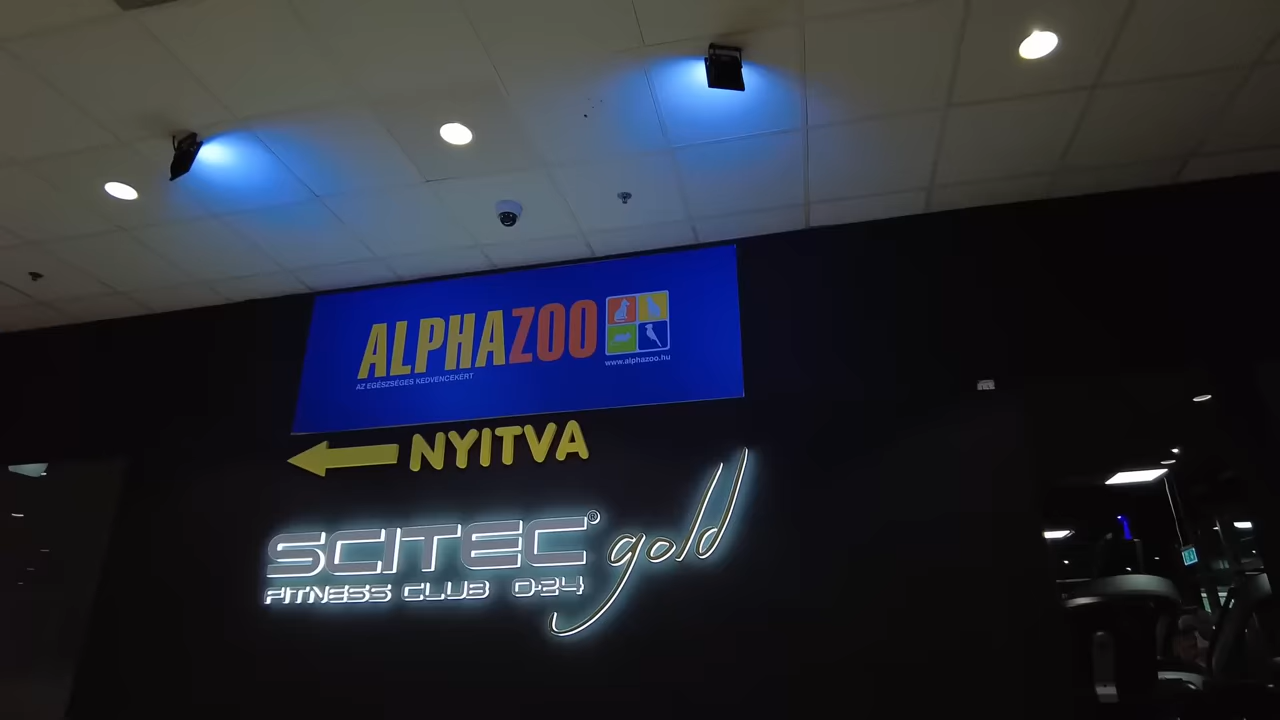 ALPHAZOO
AZ EGÉSZSÉGES KEDVENCEKÉRT
www.alphazoo.hu
NYITVA
SCITEC® gold
FITNESS CLUB 0-24